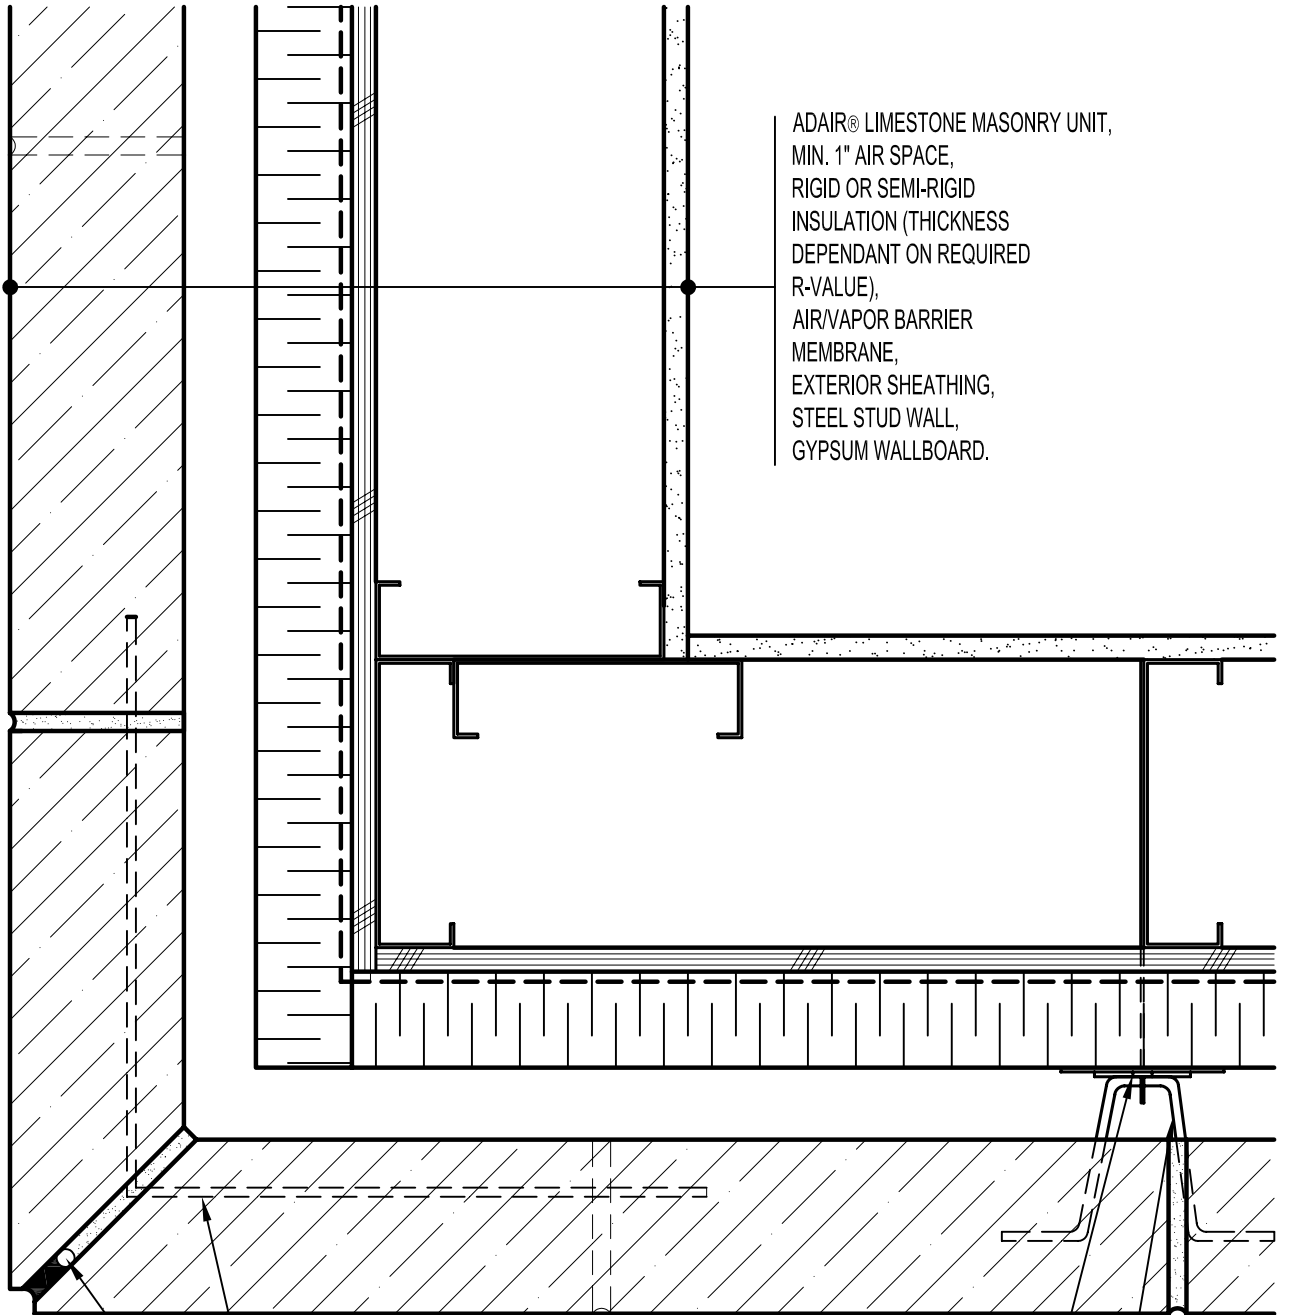 ADAIR® LIMESTONE MASONRY UNIT,
MIN. 1" AIR SPACE,
RIGID OR SEMI-RIGID
INSULATION (THICKNESS
DEPENDANT ON REQUIRED
R-VALUE),
AIR/VAPOR BARRIER
MEMBRANE,
EXTERIOR SHEATHING,
STEEL STUD WALL,
GYPSUM WALLBOARD.